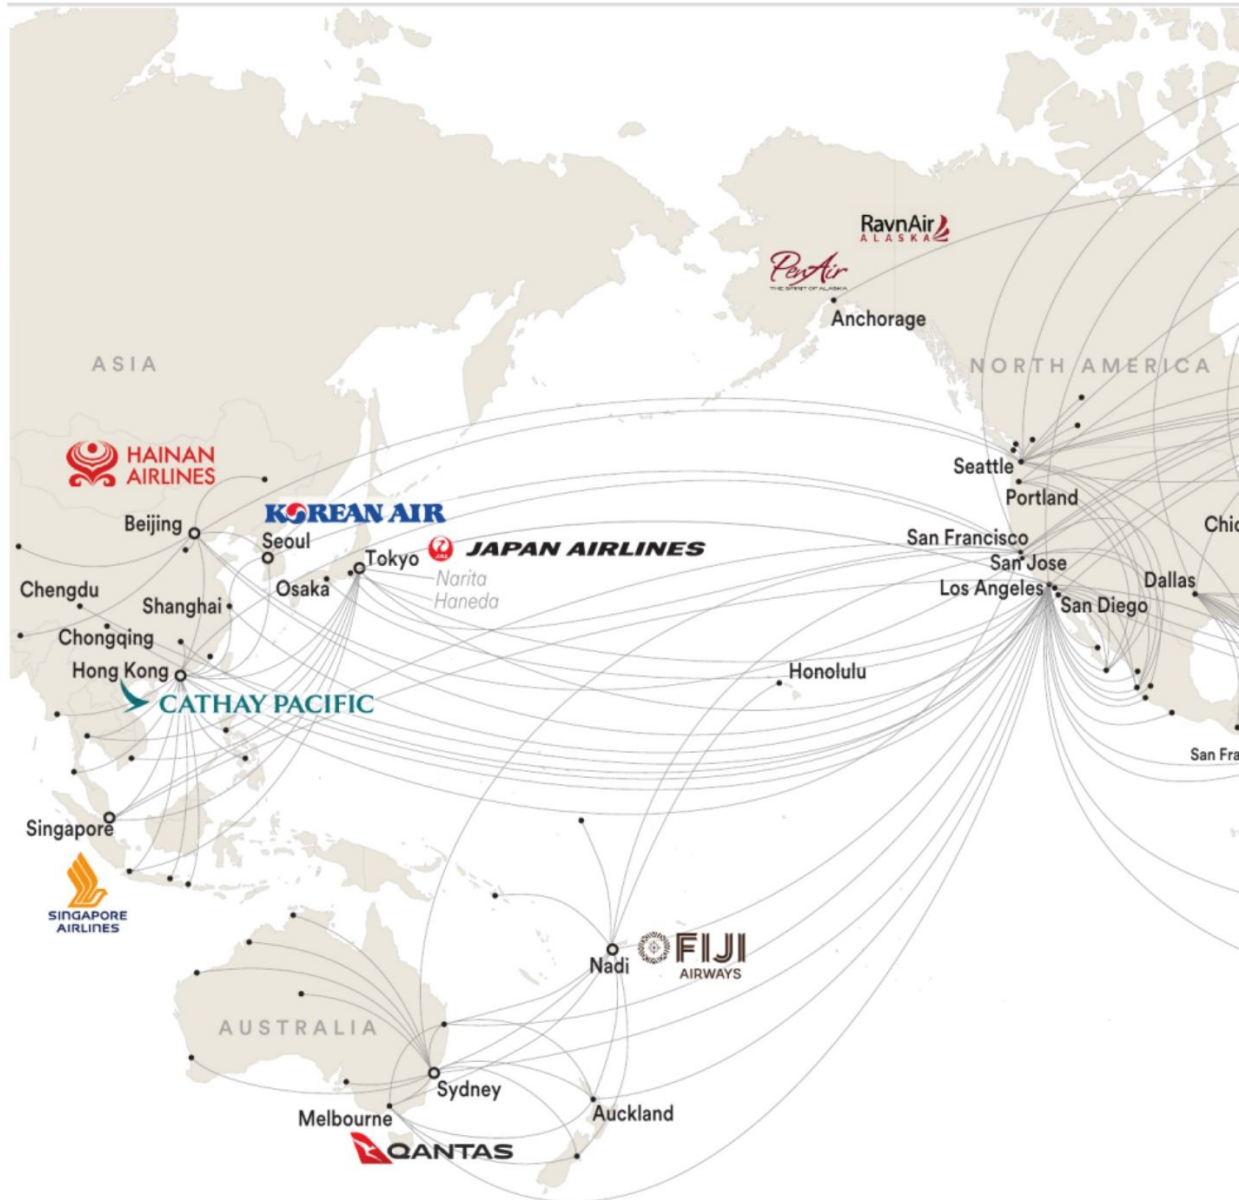 RavnAir
ALASKA
PenAir
THE SPIRIT OF ALASKA
Anchorage
ASIA
NORTH AMERICA
HAINAN
AIRLINES
Seattle
Portland
KOREAN AIR
Beijing
Seoul
Chic
San Francisco
JAL
JAPAN AIRLINES
Tokyo
San Jose
Narita
Haneda
Osaka
Chengdu
Los Angeles
Dallas
Shanghai
San Diego
Chongqing
Hong Kong
Honolulu
CATHAY PACIFIC
San Fra
Singapore
SINGAPORE
AIRLINES
FIJI
AIRWAYS
Nadi
AUSTRALIA
Sydney
Melbourne
Auckland
QANTAS